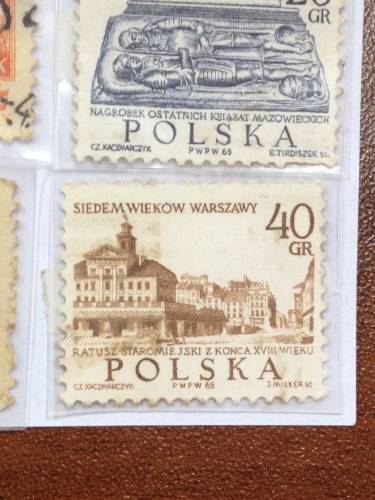 20
GR
NAGROBEK OSTATNICH KSIĄŻĄT MAZOWIECKICH
POLSKA
CZ. KACZMARCZYK PWPW 65 E. TIRDISZEK SC.
SIEDEM WIEKÓW WARSZAWY
40
GR
RATUSZ STAROMIEJSKI Z KOŃCA XVIII WIEKU
POLSKA
CZ. KACZMARCZYK PWPW 65 J. MILLER SC